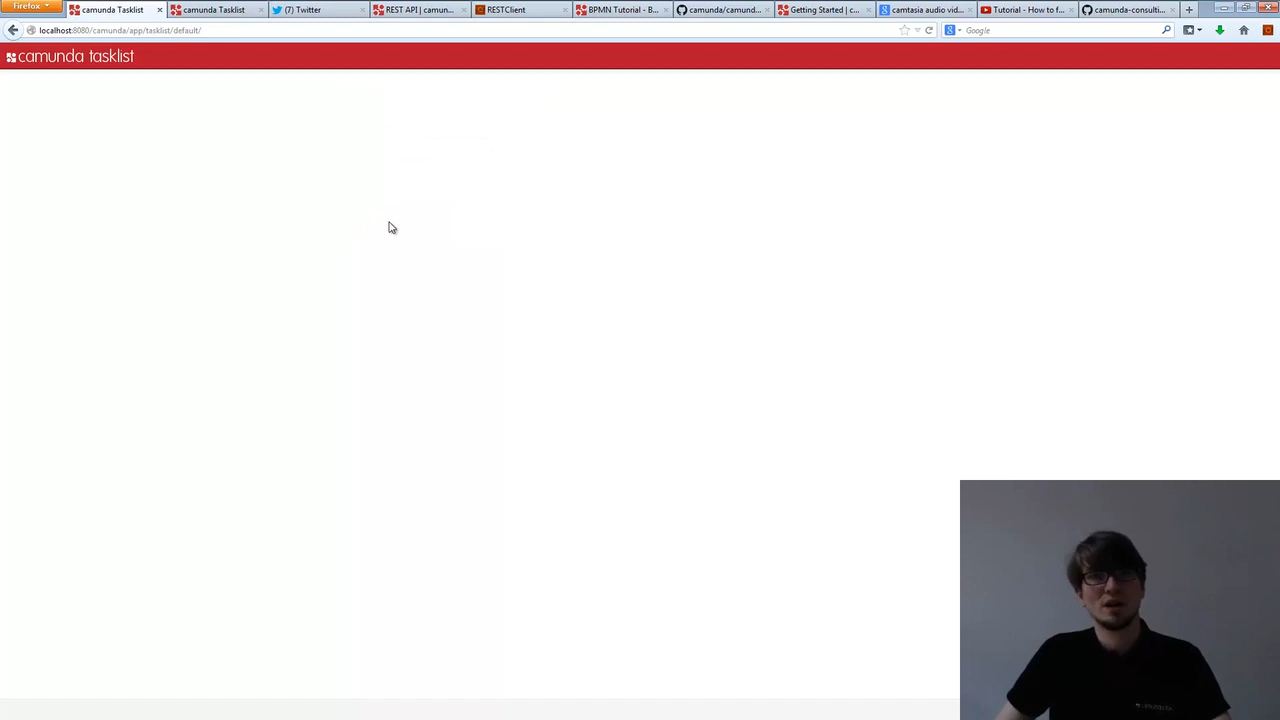 Firefox
camunda Tasklist
camunda Tasklist
(7) Twitter
REST API | camun...
RESTClient
BPMN Tutorial - B...
camunda/camund...
Getting Started | c...
camtasia audio vid...
Tutorial - How to f...
camunda-consulti...
localhost:8080/camunda/app/tasklist/default/
Google
camunda tasklist